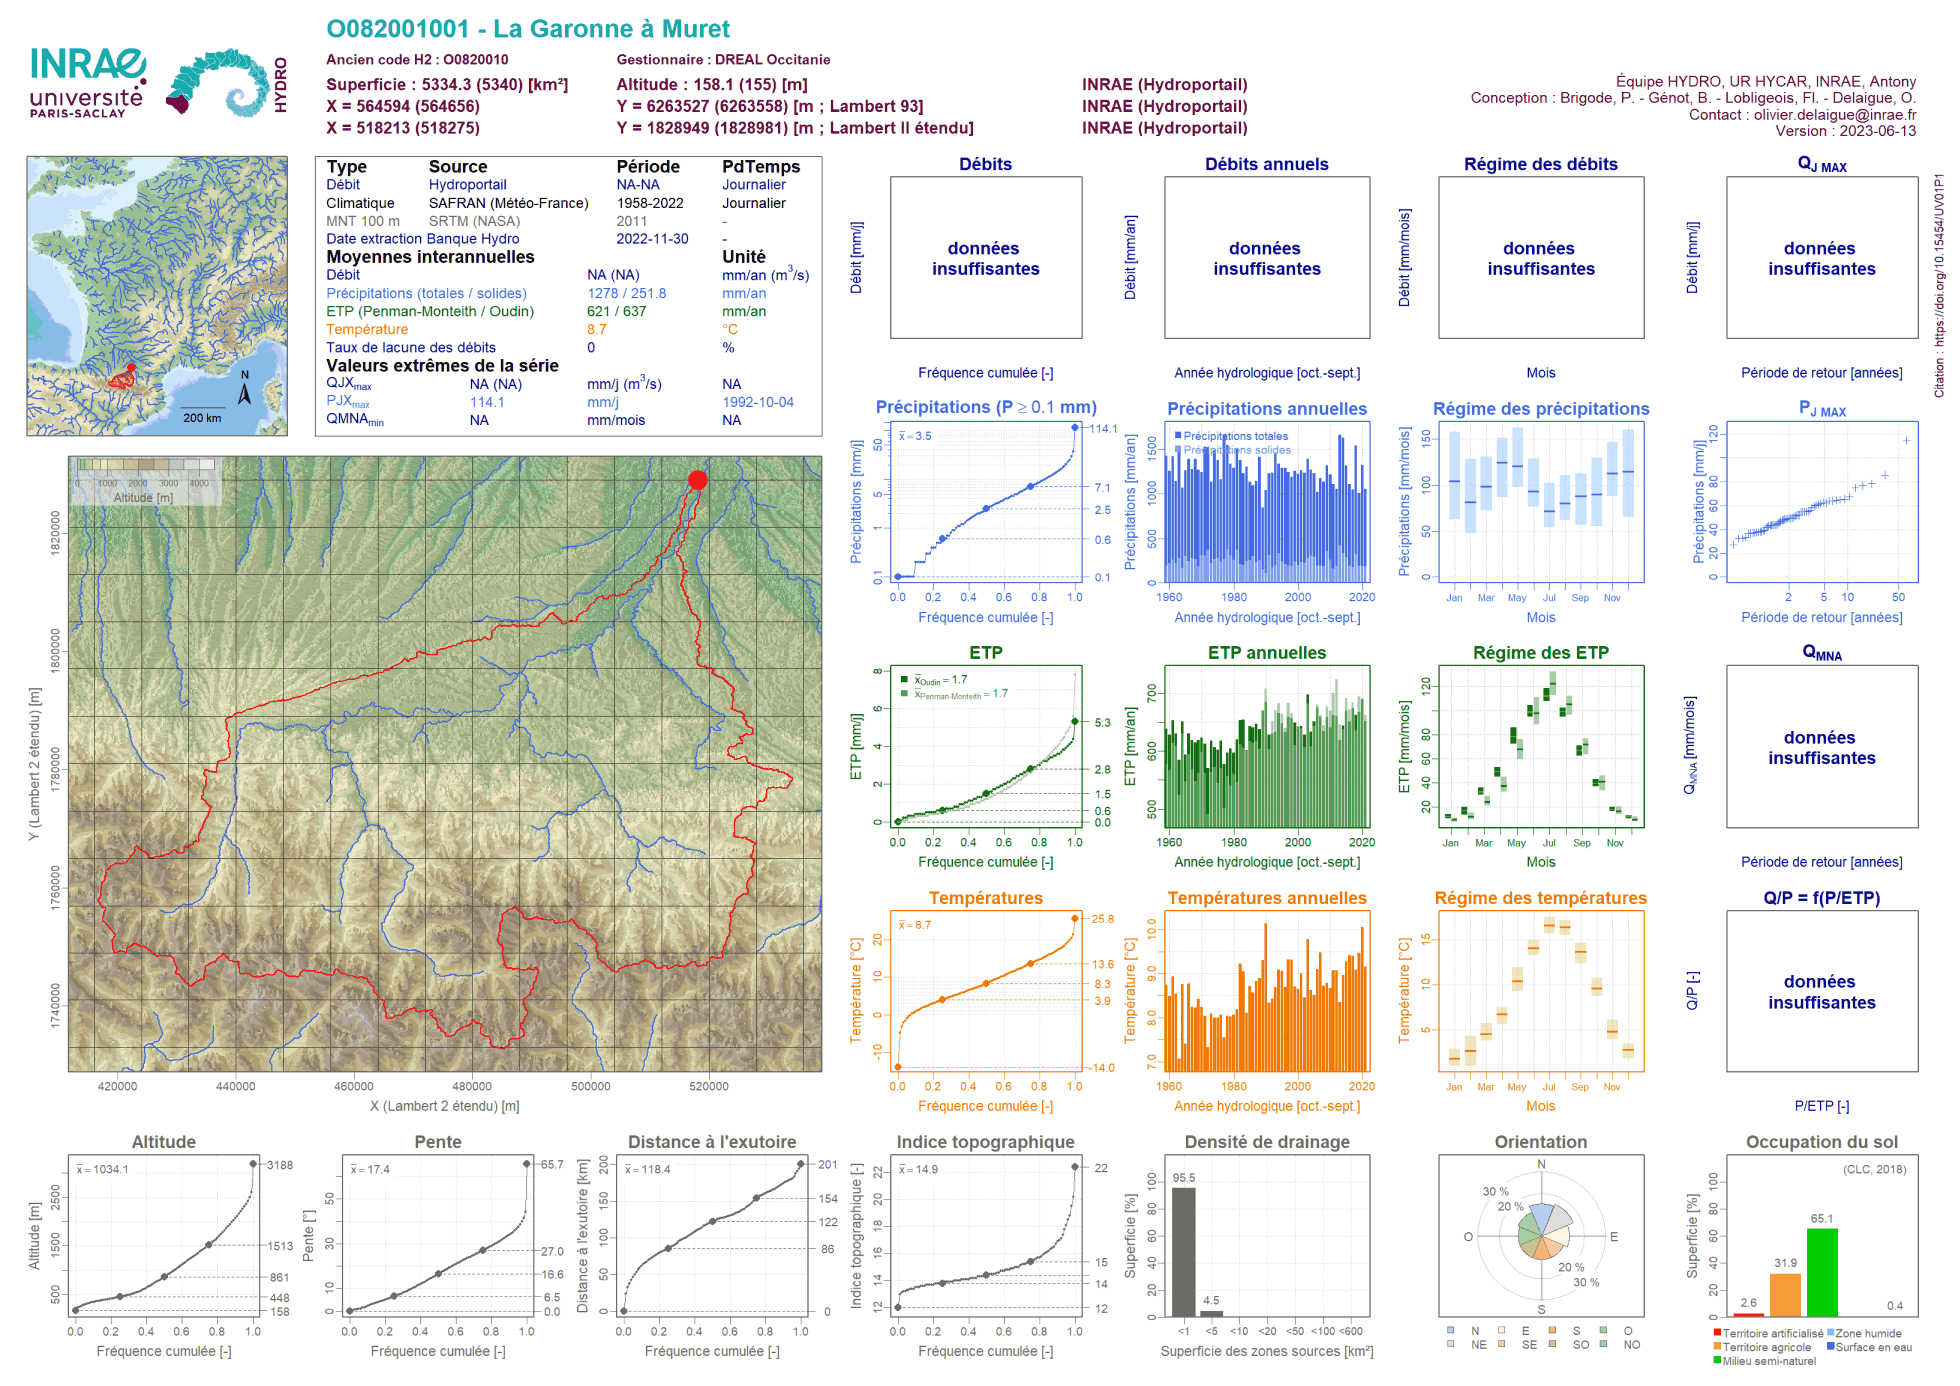 O082001001 - La Garonne à Muret
INRAE
université
PARIS-SACLAY
HYDRO
Ancien code H2 : O0820010
Gestionnaire : DREAL Occitanie
Superficie : 5334.3 (5340) [km²]
Altitude : 158.1 (155) [m]
INRAE (Hydroportail)
X = 564594 (564656)
Y = 6263527 (6263558) [m ; Lambert 93]
INRAE (Hydroportail)
X = 518213 (518275)
Y = 1828949 (1828981) [m ; Lambert II étendu]
INRAE (Hydroportail)
Équipe HYDRO, UR HYCAR, INRAE, Antony
Conception : Brigode, P. - Génot, B. - Lobligeois, Fl. - Delaigue, O.
Contact : olivier.delaigue@inrae.fr
Version : 2023-06-13
Citation : https://doi.org/10.15454/UV01P1
N
200 km
Type Source Période PdTemps
Débit Hydroportail NA-NA Journalier
Climatique SAFRAN (Météo-France) 1958-2022 Journalier
MNT 100 m SRTM (NASA) 2011 -
Date extraction Banque Hydro 2022-11-30 -
Moyennes interannuelles Unité
Débit NA (NA) mm/an (m³/s)
Précipitations (totales / solides) 1278 / 251.8 mm/an
ETP (Penman-Monteith / Oudin) 621 / 637 mm/an
Température 8.7 °C
Taux de lacune des débits 0 %
Valeurs extrêmes de la série
QJXmax NA (NA) mm/j (m³/s) NA
PJXmax 114.1 mm/j 1992-10-04
QMNAmin NA mm/mois NA
Débits
Débit [mm/j]
données
insuffisantes
Fréquence cumulée [-]
Débits annuels
Débit [mm/an]
données
insuffisantes
Année hydrologique [oct.-sept.]
Régime des débits
Débit [mm/mois]
données
insuffisantes
Mois
QJ MAX
Débit [mm/j]
données
insuffisantes
Période de retour [années]
0 1000 2000 3000 4000
Altitude [m]
Y (Lambert 2 étendu) [m]
1740000 1760000 1780000 1800000 1820000
420000 440000 460000 480000 500000 520000
X (Lambert 2 étendu) [m]
Précipitations (P ≥ 0.1 mm)
Précipitations [mm/j]
x̅ = 3.5
0.1 1 5 50
114.1
7.1
2.5
0.6
0.1
0.0 0.2 0.4 0.6 0.8 1.0
Fréquence cumulée [-]
Précipitations annuelles
Précipitations [mm/an]
Précipitations totales
Précipitations solides
0 500 1000 1500
1960 1980 2000 2020
Année hydrologique [oct.-sept.]
Régime des précipitations
Précipitations [mm/mois]
0 50 100 150
Jan Mar May Jul Sep Nov
Mois
PJ MAX
Précipitations [mm/j]
0 20 40 60 80 120
2 5 10 50
Période de retour [années]
ETP
ETP [mm/j]
x̅Oudin = 1.7
x̅Penman-Monteith = 1.7
0 2 4 6 8
5.3
2.8
1.5
0.6
0.0
0.0 0.2 0.4 0.6 0.8 1.0
Fréquence cumulée [-]
ETP annuelles
ETP [mm/an]
500 600 700
1960 1980 2000 2020
Année hydrologique [oct.-sept.]
Régime des ETP
ETP [mm/mois]
20 40 60 80 120
Jan Mar May Jul Sep Nov
Mois
QMNA
QMNA [mm/mois]
données
insuffisantes
Période de retour [années]
Températures
Température [°C]
x̅ = 8.7
-10 0 10 20
25.8
13.6
8.3
3.9
-14.0
0.0 0.2 0.4 0.6 0.8 1.0
Fréquence cumulée [-]
Températures annuelles
Température [°C]
7.0 8.0 9.0 10.0
1960 1980 2000 2020
Année hydrologique [oct.-sept.]
Régime des températures
Température [°C]
5 10 15
Jan Mar May Jul Sep Nov
Mois
Q/P = f(P/ETP)
Q/P [-]
données
insuffisantes
P/ETP [-]
Altitude
Altitude [m]
x̅ = 1034.1
500 1500 2500
3188
1513
861
448
158
0.0 0.2 0.4 0.6 0.8 1.0
Fréquence cumulée [-]
Pente
Pente [°]
x̅ = 17.4
0 10 30 50
65.7
27.0
16.6
6.5
0.0
0.0 0.2 0.4 0.6 0.8 1.0
Fréquence cumulée [-]
Distance à l'exutoire
Distance à l'exutoire [km]
x̅ = 118.4
0 50 50 200
201
154
122
86
0
0.0 0.2 0.4 0.6 0.8 1.0
Fréquence cumulée [-]
Indice topographique
Indice topographique [-]
x̅ = 14.9
12 14 16 18 20 22
22
15
14
12
0.0 0.2 0.4 0.6 0.8 1.0
Fréquence cumulée [-]
Densité de drainage
Superficie [%]
0 20 40 60 80 100
95.5
4.5
<1 <5 <10 <20 <50 <100 <600
Superficie des zones sources [km²]
Orientation
N
E
S
O
30 %
20 %
20 %
30 %
N E S O
NE SE SO NO
Occupation du sol
(CLC, 2018)
Superficie [%]
0 20 40 60 80 100
2.6
31.9
65.1
0.4
Territoire artificialisé Zone humide
Territoire agricole Surface en eau
Milieu semi-naturel